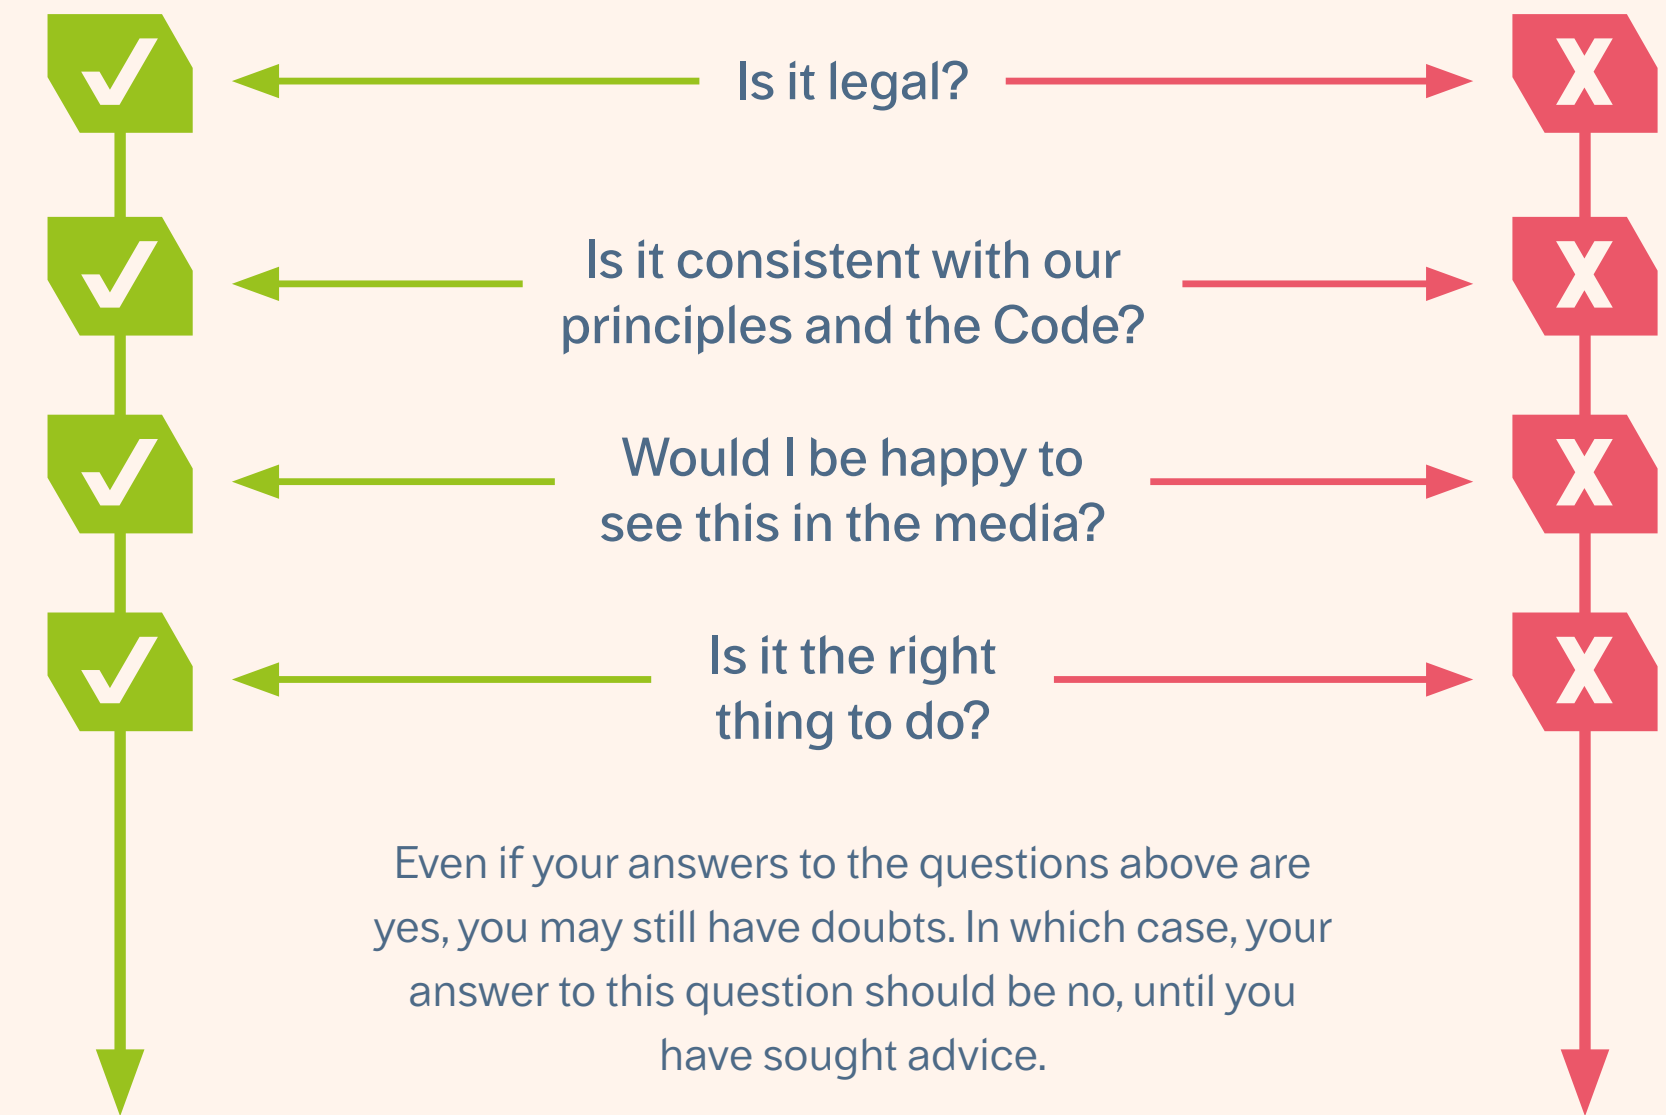 Is it legal?
Is it consistent with our
principles and the Code?
Would I be happy to
see this in the media?
Is it the right
thing to do?
Even if your answers to the questions above are
yes, you may still have doubts. In which case, your
answer to this question should be no, until you
have sought advice.